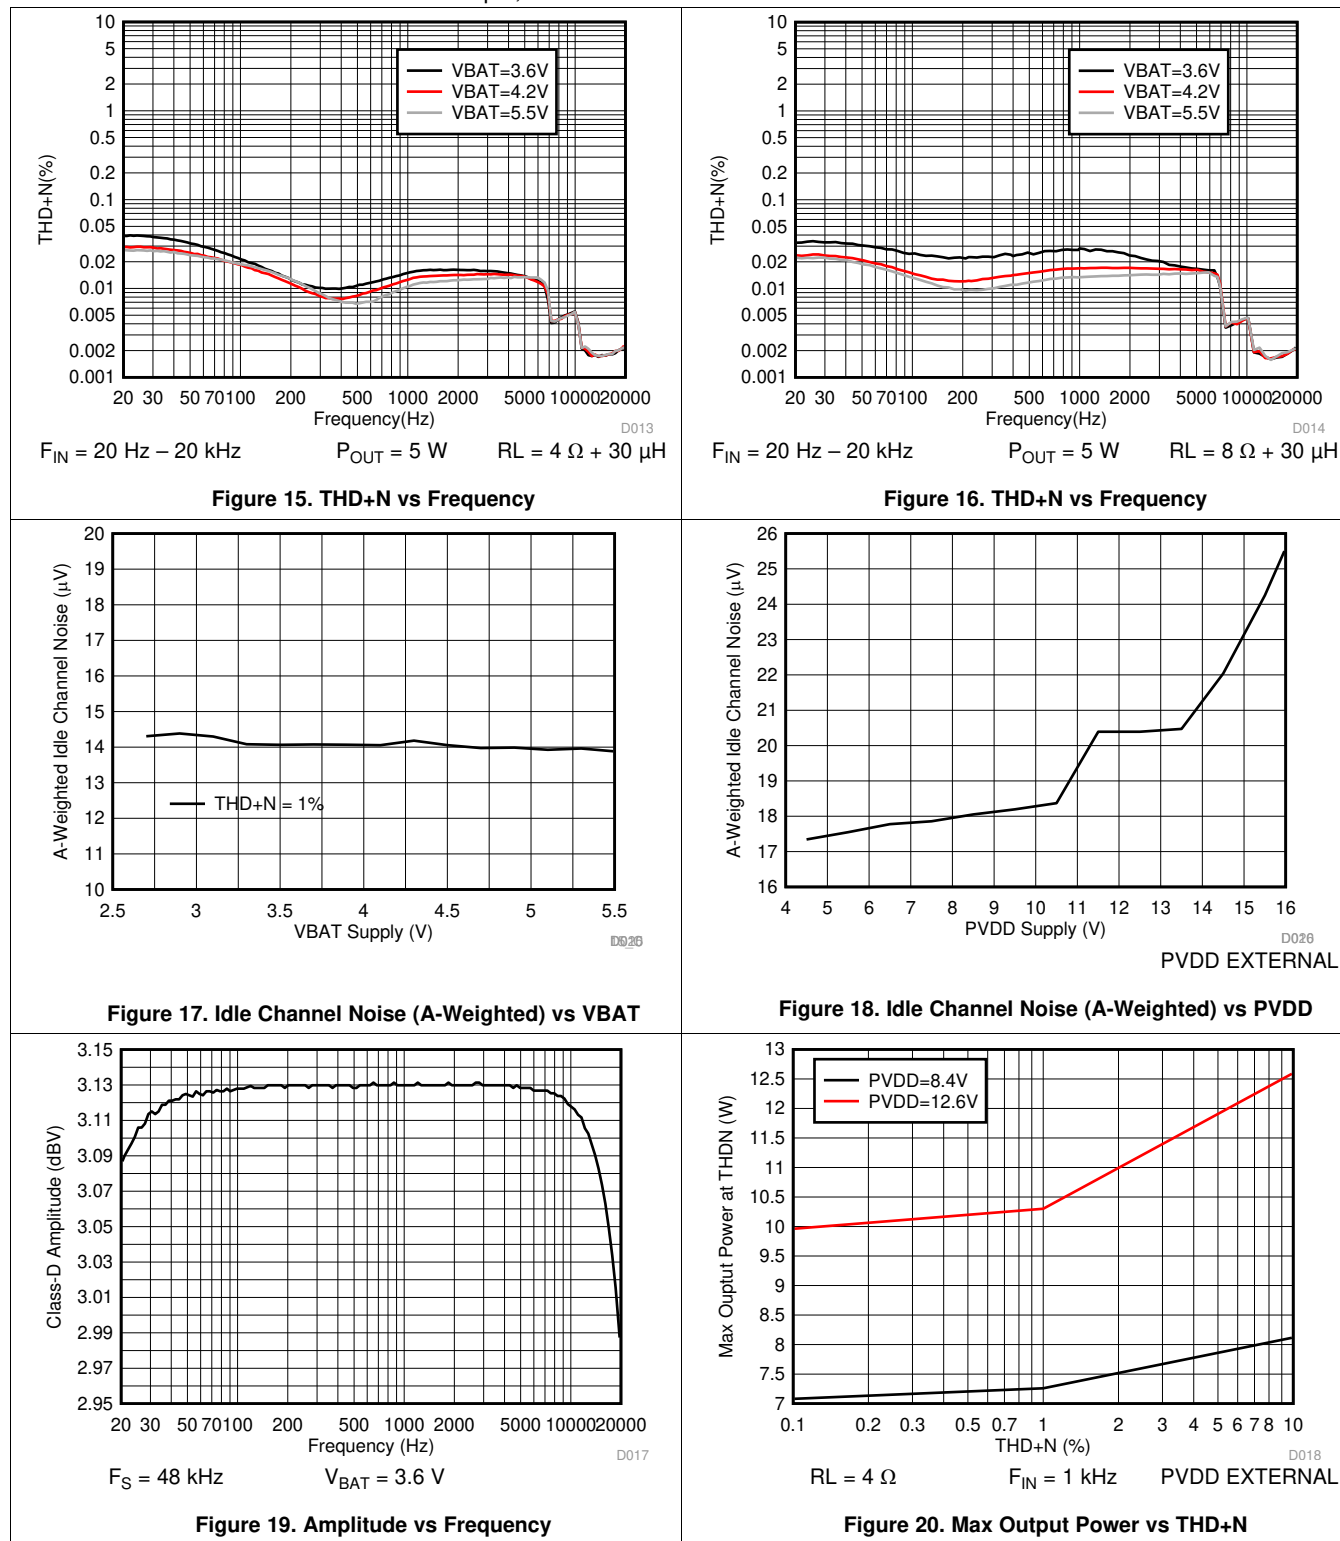 10
5
2
1
0.5
0.2
0.1
0.05
0.02
0.01
0.005
0.002
0.001
THD+N(%)
VBAT=3.6V
VBAT=4.2V
VBAT=5.5V
20 30 50 70 100 200 500 1000 2000 5000 10000 20000
Frequency(Hz)
D013
F_IN = 20 Hz – 20 kHz P_OUT = 5 W RL = 4 Ω + 30 µH
Figure 15. THD+N vs Frequency
10
5
2
1
0.5
0.2
0.1
0.05
0.02
0.01
0.005
0.002
0.001
THD+N(%)
VBAT=3.6V
VBAT=4.2V
VBAT=5.5V
20 30 50 70 100 200 500 1000 2000 5000 10000 20000
Frequency(Hz)
D014
F_IN = 20 Hz – 20 kHz P_OUT = 5 W RL = 8 Ω + 30 µH
Figure 16. THD+N vs Frequency
20
19
18
17
16
15
14
13
12
11
10
A-Weighted Idle Channel Noise (µV)
THD+N = 1%
2.5 3 3.5 4 4.5 5 5.5
VBAT Supply (V)
Figure 17. Idle Channel Noise (A-Weighted) vs VBAT
26
25
24
23
22
21
20
19
18
17
16
A-Weighted Idle Channel Noise (µV)
4 5 6 7 8 9 10 11 12 13 14 15 16
PVDD Supply (V)
PVDD EXTERNAL
Figure 18. Idle Channel Noise (A-Weighted) vs PVDD
3.15
3.13
3.11
3.09
3.07
3.05
3.03
3.01
2.99
2.97
2.95
Class-D Amplitude (dBV)
20 30 50 70 100 200 500 1000 2000 5000 10000 20000
Frequency (Hz)
D017
F_S = 48 kHz V_BAT = 3.6 V
Figure 19. Amplitude vs Frequency
13
12.5
12
11.5
11
10.5
10
9.5
9
8.5
8
7.5
7
Max Ouptut Power at THDN (W)
PVDD=8.4V
PVDD=12.6V
0.1 0.2 0.3 0.5 0.7 1 2 3 4 5 6 7 8 10
THD+N (%)
D018
RL = 4 Ω F_IN = 1 kHz PVDD EXTERNAL
Figure 20. Max Output Power vs THD+N